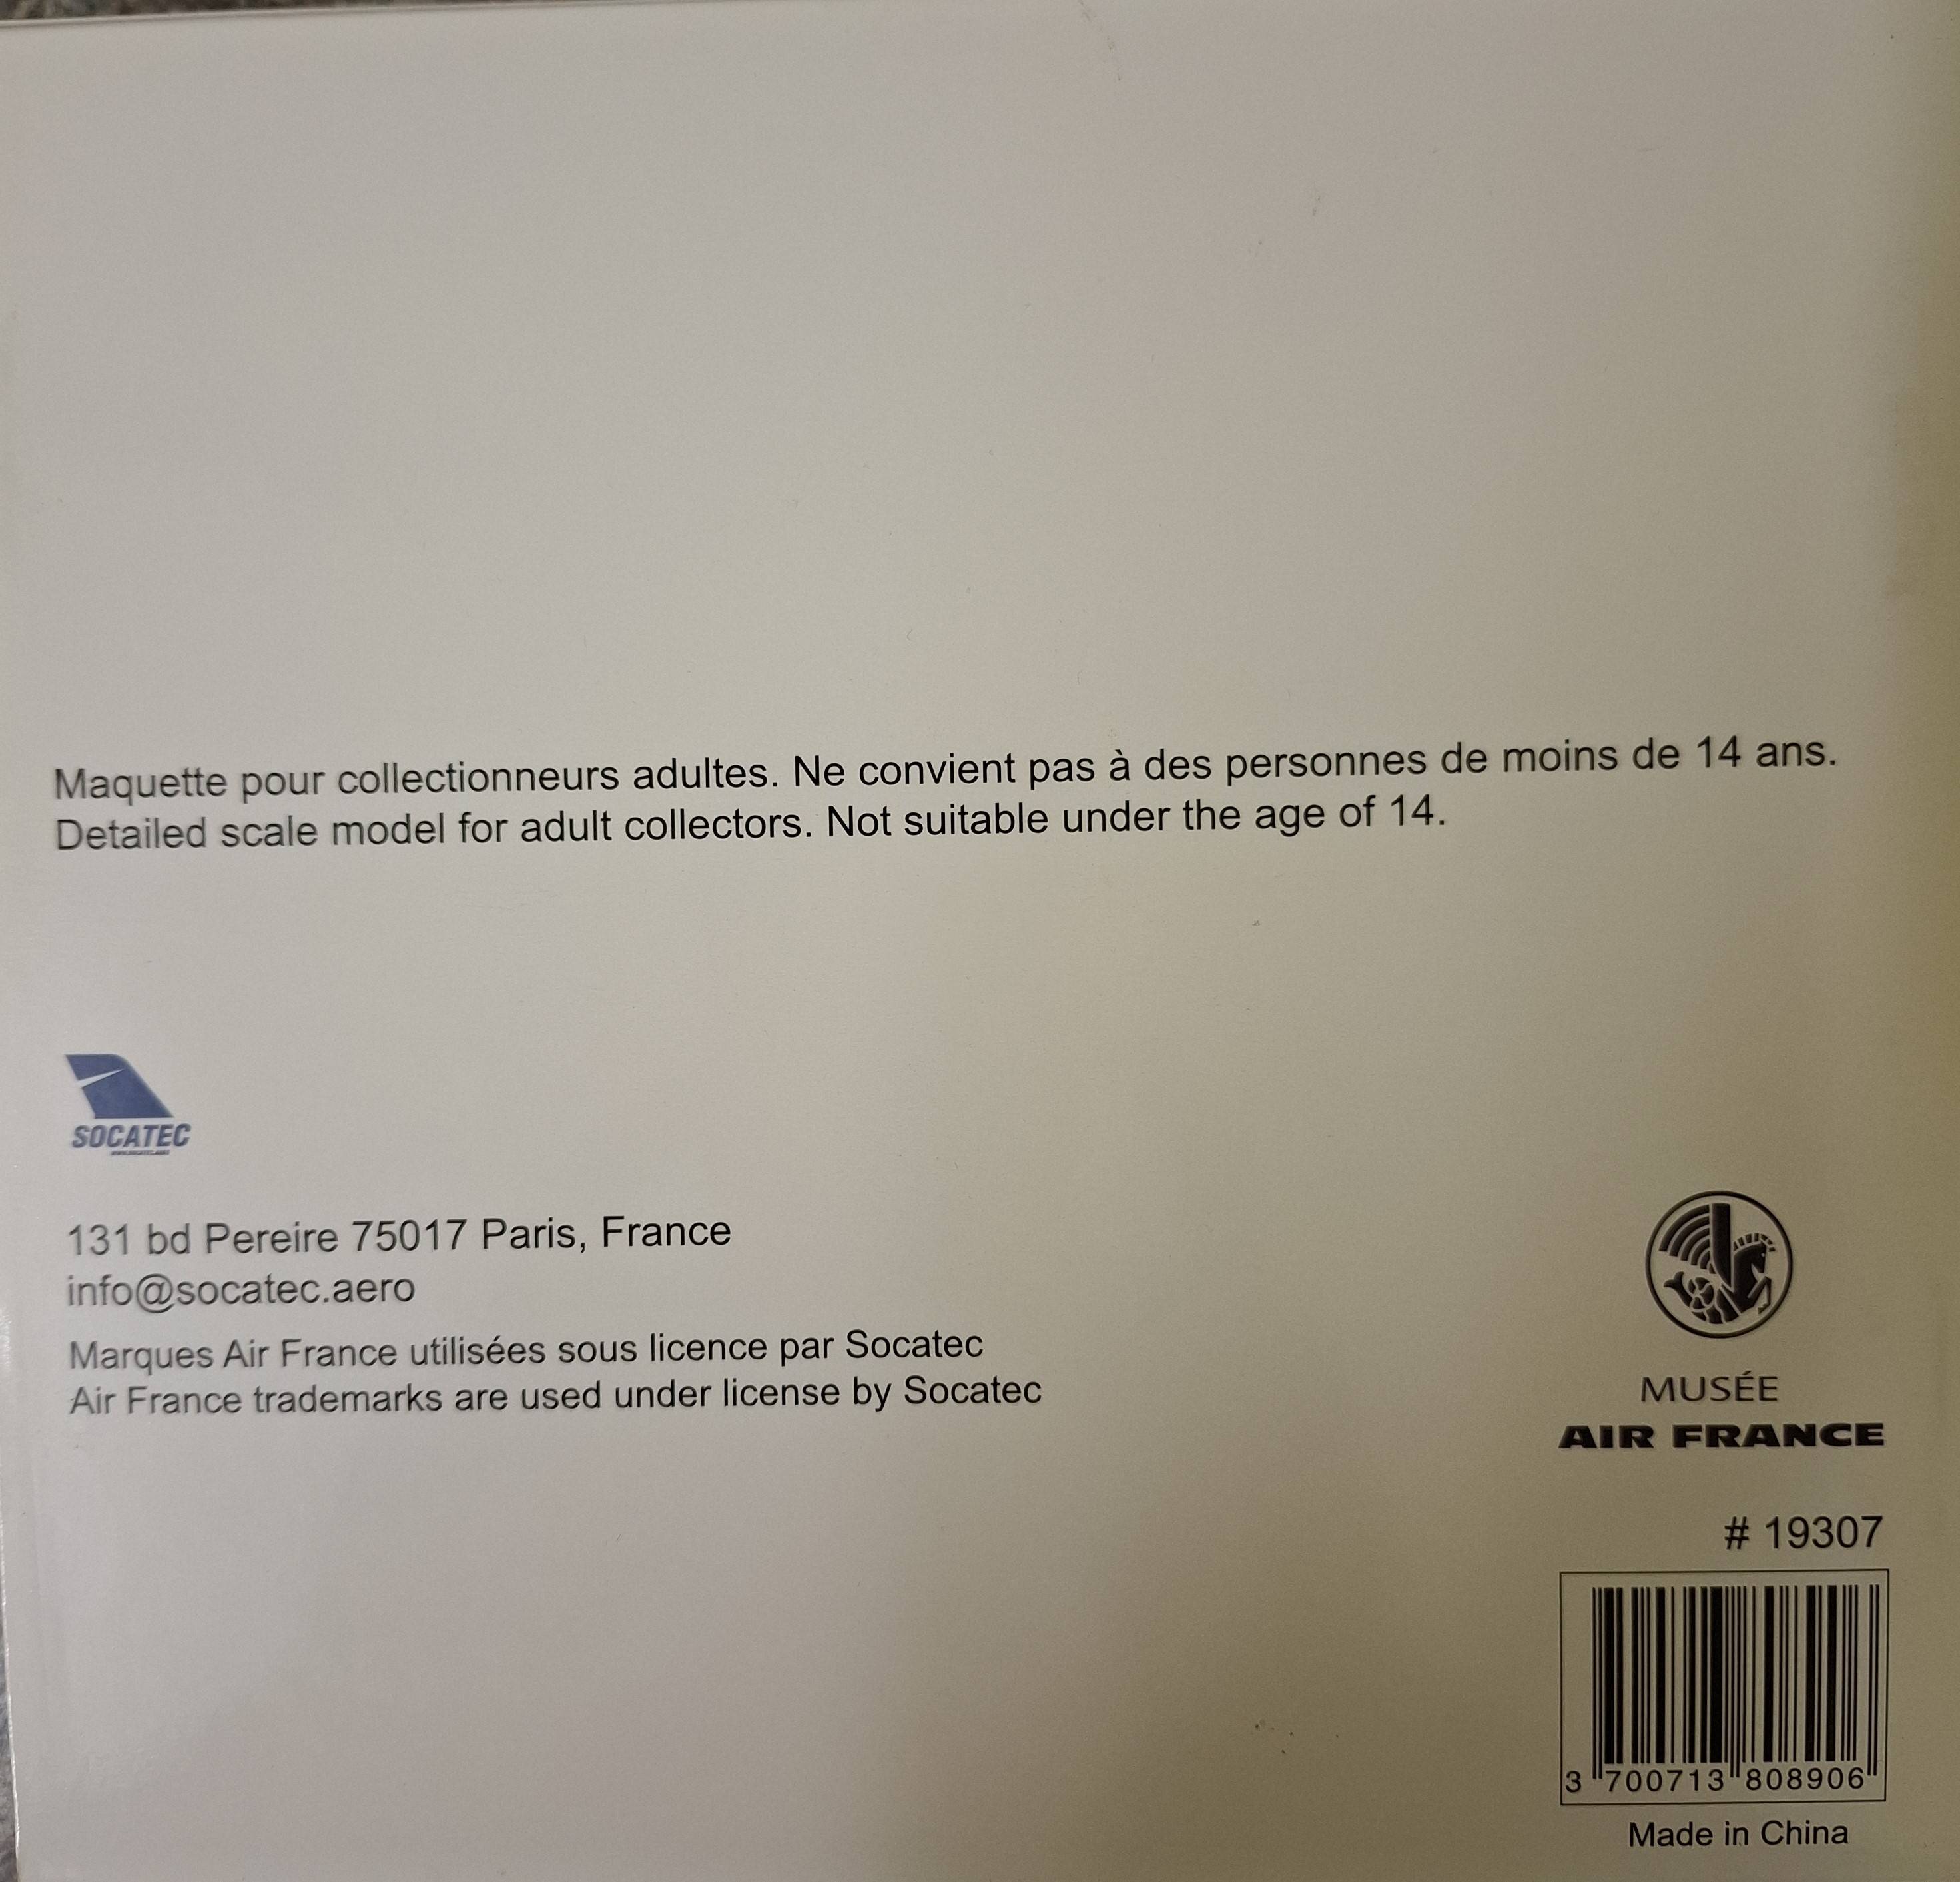 Maquette pour collectionneurs adultes. Ne convient pas à des personnes de moins de 14 ans.
Detailed scale model for adult collectors. Not suitable under the age of 14.
SOCATEC
131 bd Pereire 75017 Paris, France
info@socatec.aero
Marques Air France utilisées sous licence par Socatec
Air France trademarks are used under license by Socatec
MUSÉE
AIR FRANCE
# 19307
3 700713 808906
Made in China